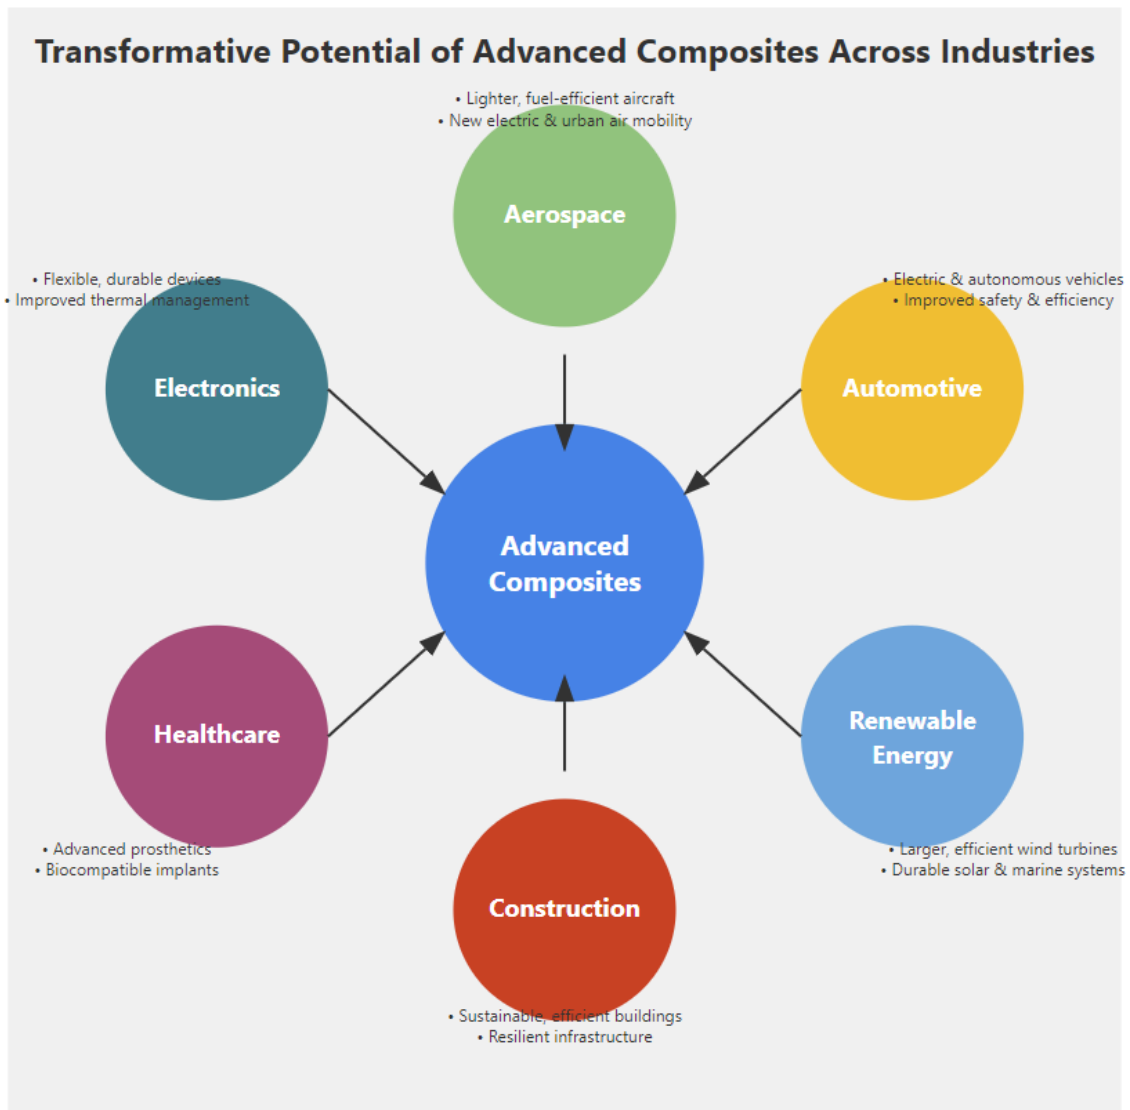 Transformative Potential of Advanced Composites Across Industries
• Lighter, fuel-efficient aircraft
• New electric & urban air mobility
Aerospace
• Flexible, durable devices
• Improved thermal management
Electronics
• Electric & autonomous vehicles
• Improved safety & efficiency
Automotive
Advanced
Composites
Healthcare
• Advanced prosthetics
• Biocompatible implants
Renewable
Energy
• Larger, efficient wind turbines
• Durable solar & marine systems
Construction
• Sustainable, efficient buildings
• Resilient infrastructure